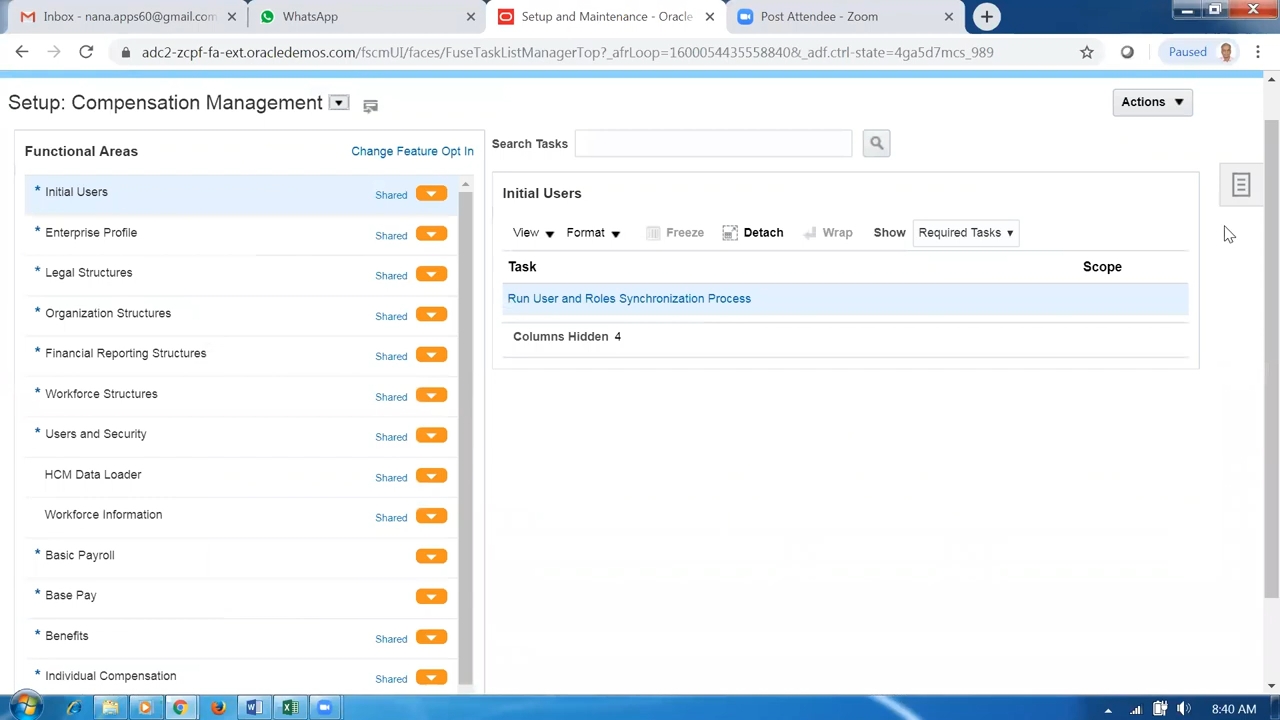 Inbox - nana.apps60@gmail.com
WhatsApp
Setup and Maintenance - Oracle
Post Attendee - Zoom
adc2-zcpf-fa-ext.oracledemos.com/fscmUI/faces/FuseTaskListManagerTop?_afrLoop=16000544355588840&_adf.ctrl-state=4ga5d7mcs_989
Paused
Setup: Compensation Management
Actions
Functional Areas
Change Feature Opt In
Search Tasks
* Initial Users Shared
* Enterprise Profile Shared
* Legal Structures Shared
* Organization Structures Shared
* Financial Reporting Structures Shared
* Workforce Structures Shared
* Users and Security Shared
HCM Data Loader Shared
Workforce Information Shared
* Basic Payroll
* Base Pay
* Benefits Shared
* Individual Compensation Shared
Initial Users
View Format Freeze Detach Wrap Show Required Tasks
Task Scope
Run User and Roles Synchronization Process
Columns Hidden 4
8:40 AM